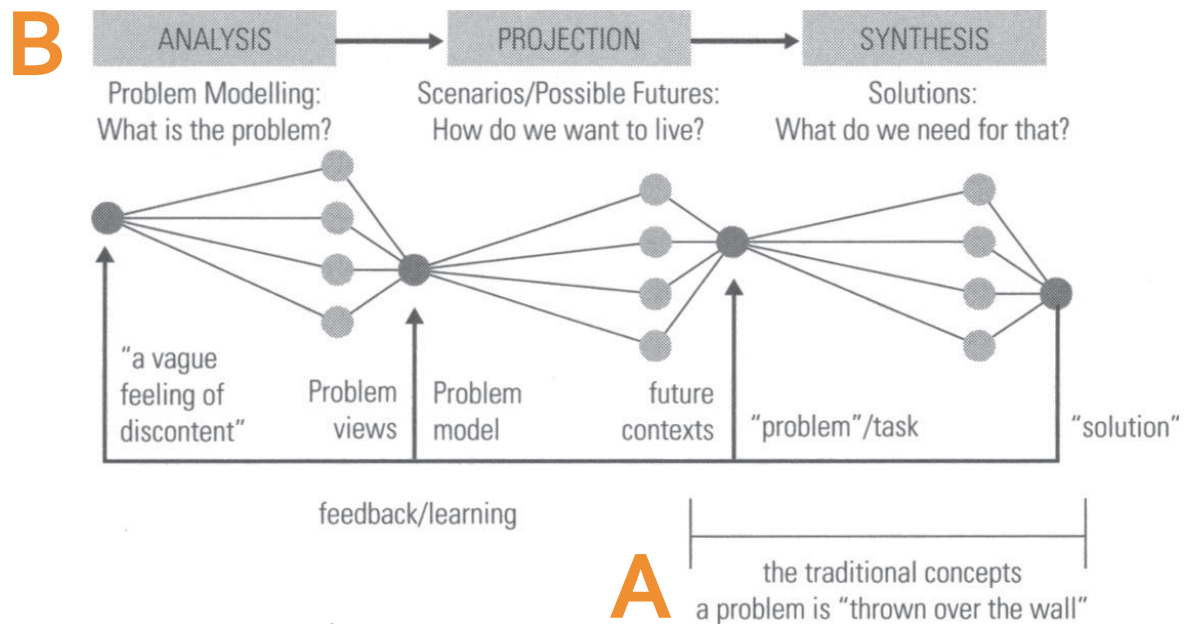 B
ANALYSIS
PROJECTION
SYNTHESIS
Problem Modelling:
What is the problem?
Scenarios/Possible Futures:
How do we want to live?
Solutions:
What do we need for that?
“a vague
feeling of
discontent”
Problem
views
Problem
model
future
contexts
“problem”/task
“solution”
feedback/learning
A
the traditional concepts
a problem is “thrown over the wall”